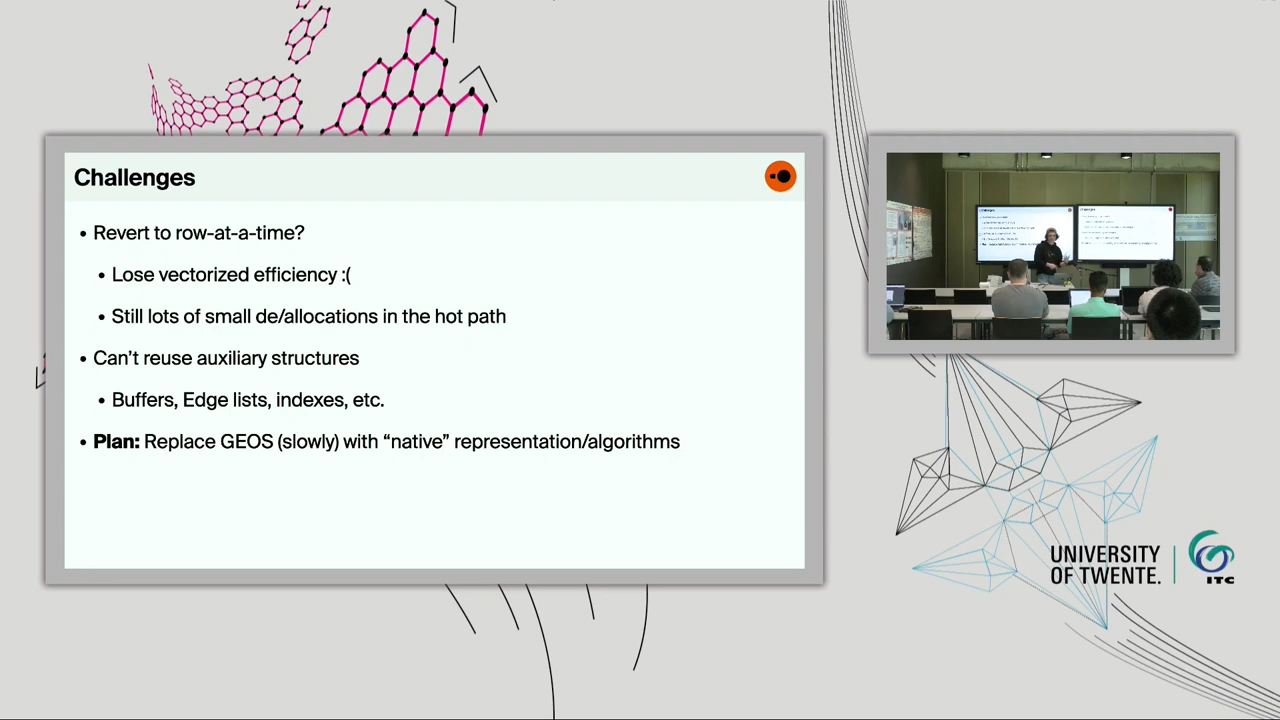 Challenges
• Revert to row-at-a-time?
• Lose vectorized efficiency :(
• Still lots of small de/allocations in the hot path
• Can’t reuse auxiliary structures
• Buffers, Edge lists, indexes, etc.
• Plan: Replace GEOS (slowly) with “native” representation/algorithms
Challenges
Challenges
UNIVERSITY
OF TWENTE.
ITC